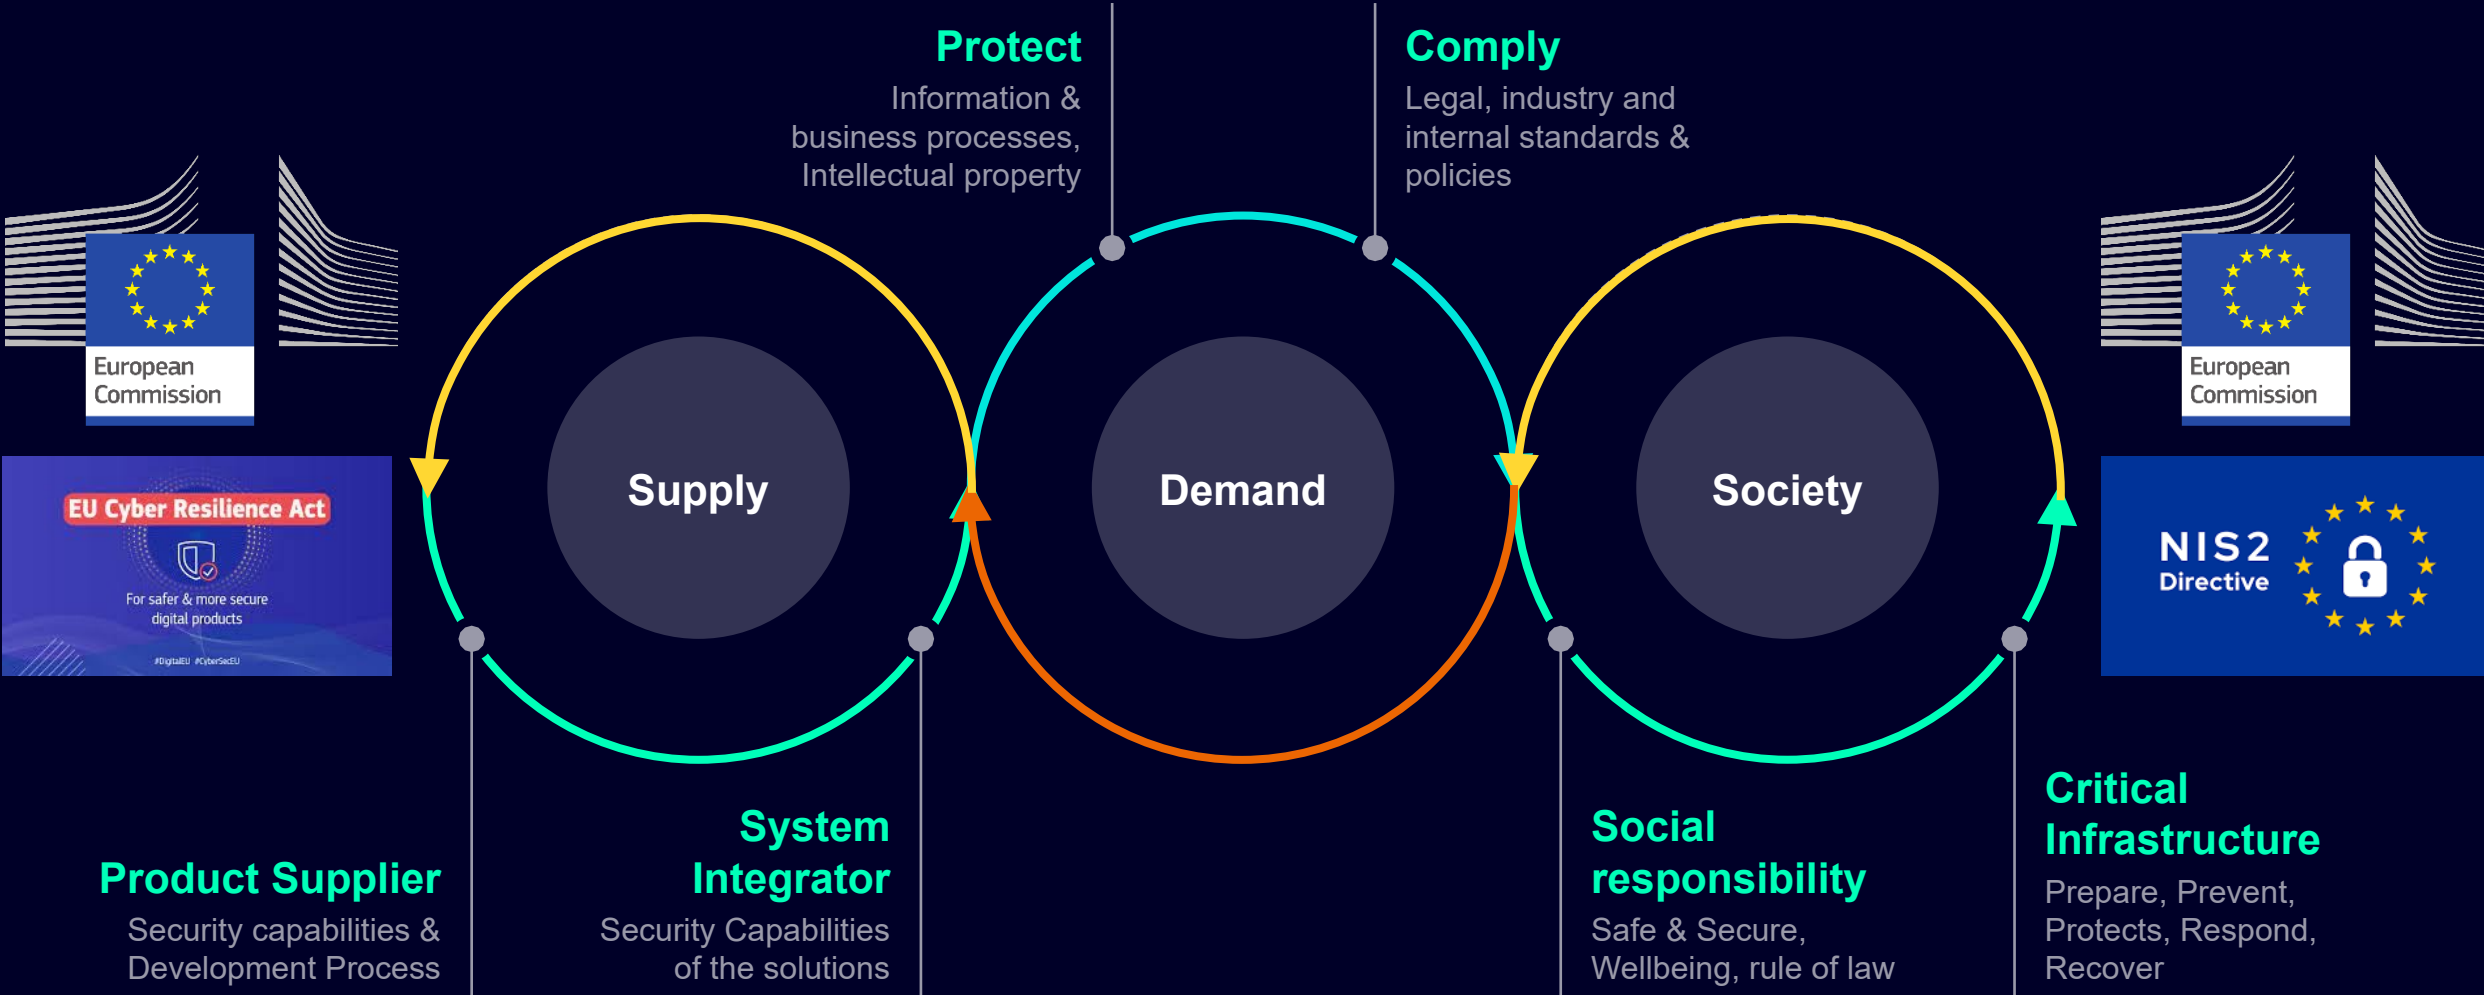 Protect
Information &
business processes,
Intellectual property
Comply
Legal, industry and
internal standards &
policies
European
Commission
EU Cyber Resilience Act
For safer & more secure
digital products
#DigitalEU #CyberSecEU
Supply
Demand
Society
European
Commission
NIS2
Directive
Product Supplier
Security capabilities &
Development Process
System
Integrator
Security Capabilities
of the solutions
Social
responsibility
Safe & Secure,
Wellbeing, rule of law
Critical
Infrastructure
Prepare, Prevent,
Protects, Respond,
Recover